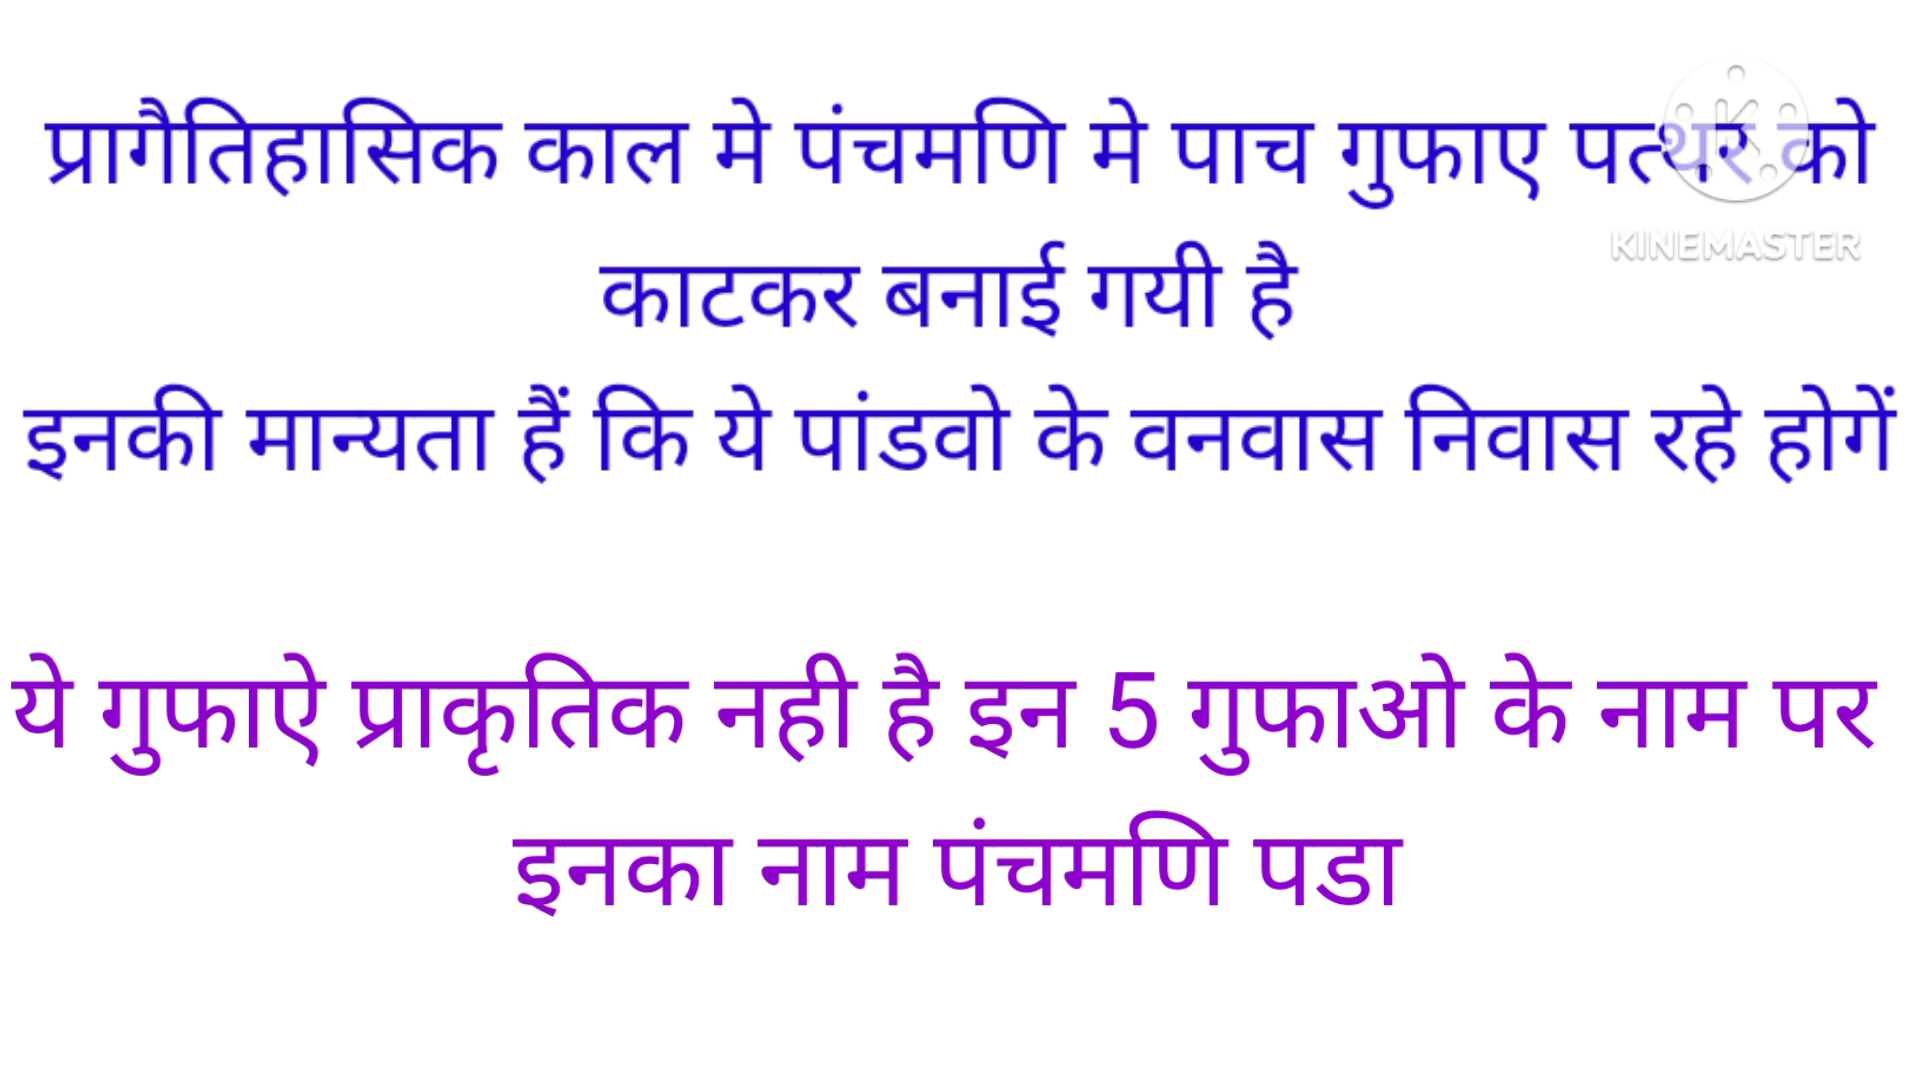 प्रागैतिहासिक काल मे पंचमणि मे पाच गुफाए पत्थर को
KINEMASTER
काटकर बनाई गयी है
इनकी मान्यता हैं कि ये पांडवो के वनवास निवास रहे होगें
ये गुफाऐ प्राकृतिक नही है इन 5 गुफाओ के नाम पर
इनका नाम पंचमणि पडा